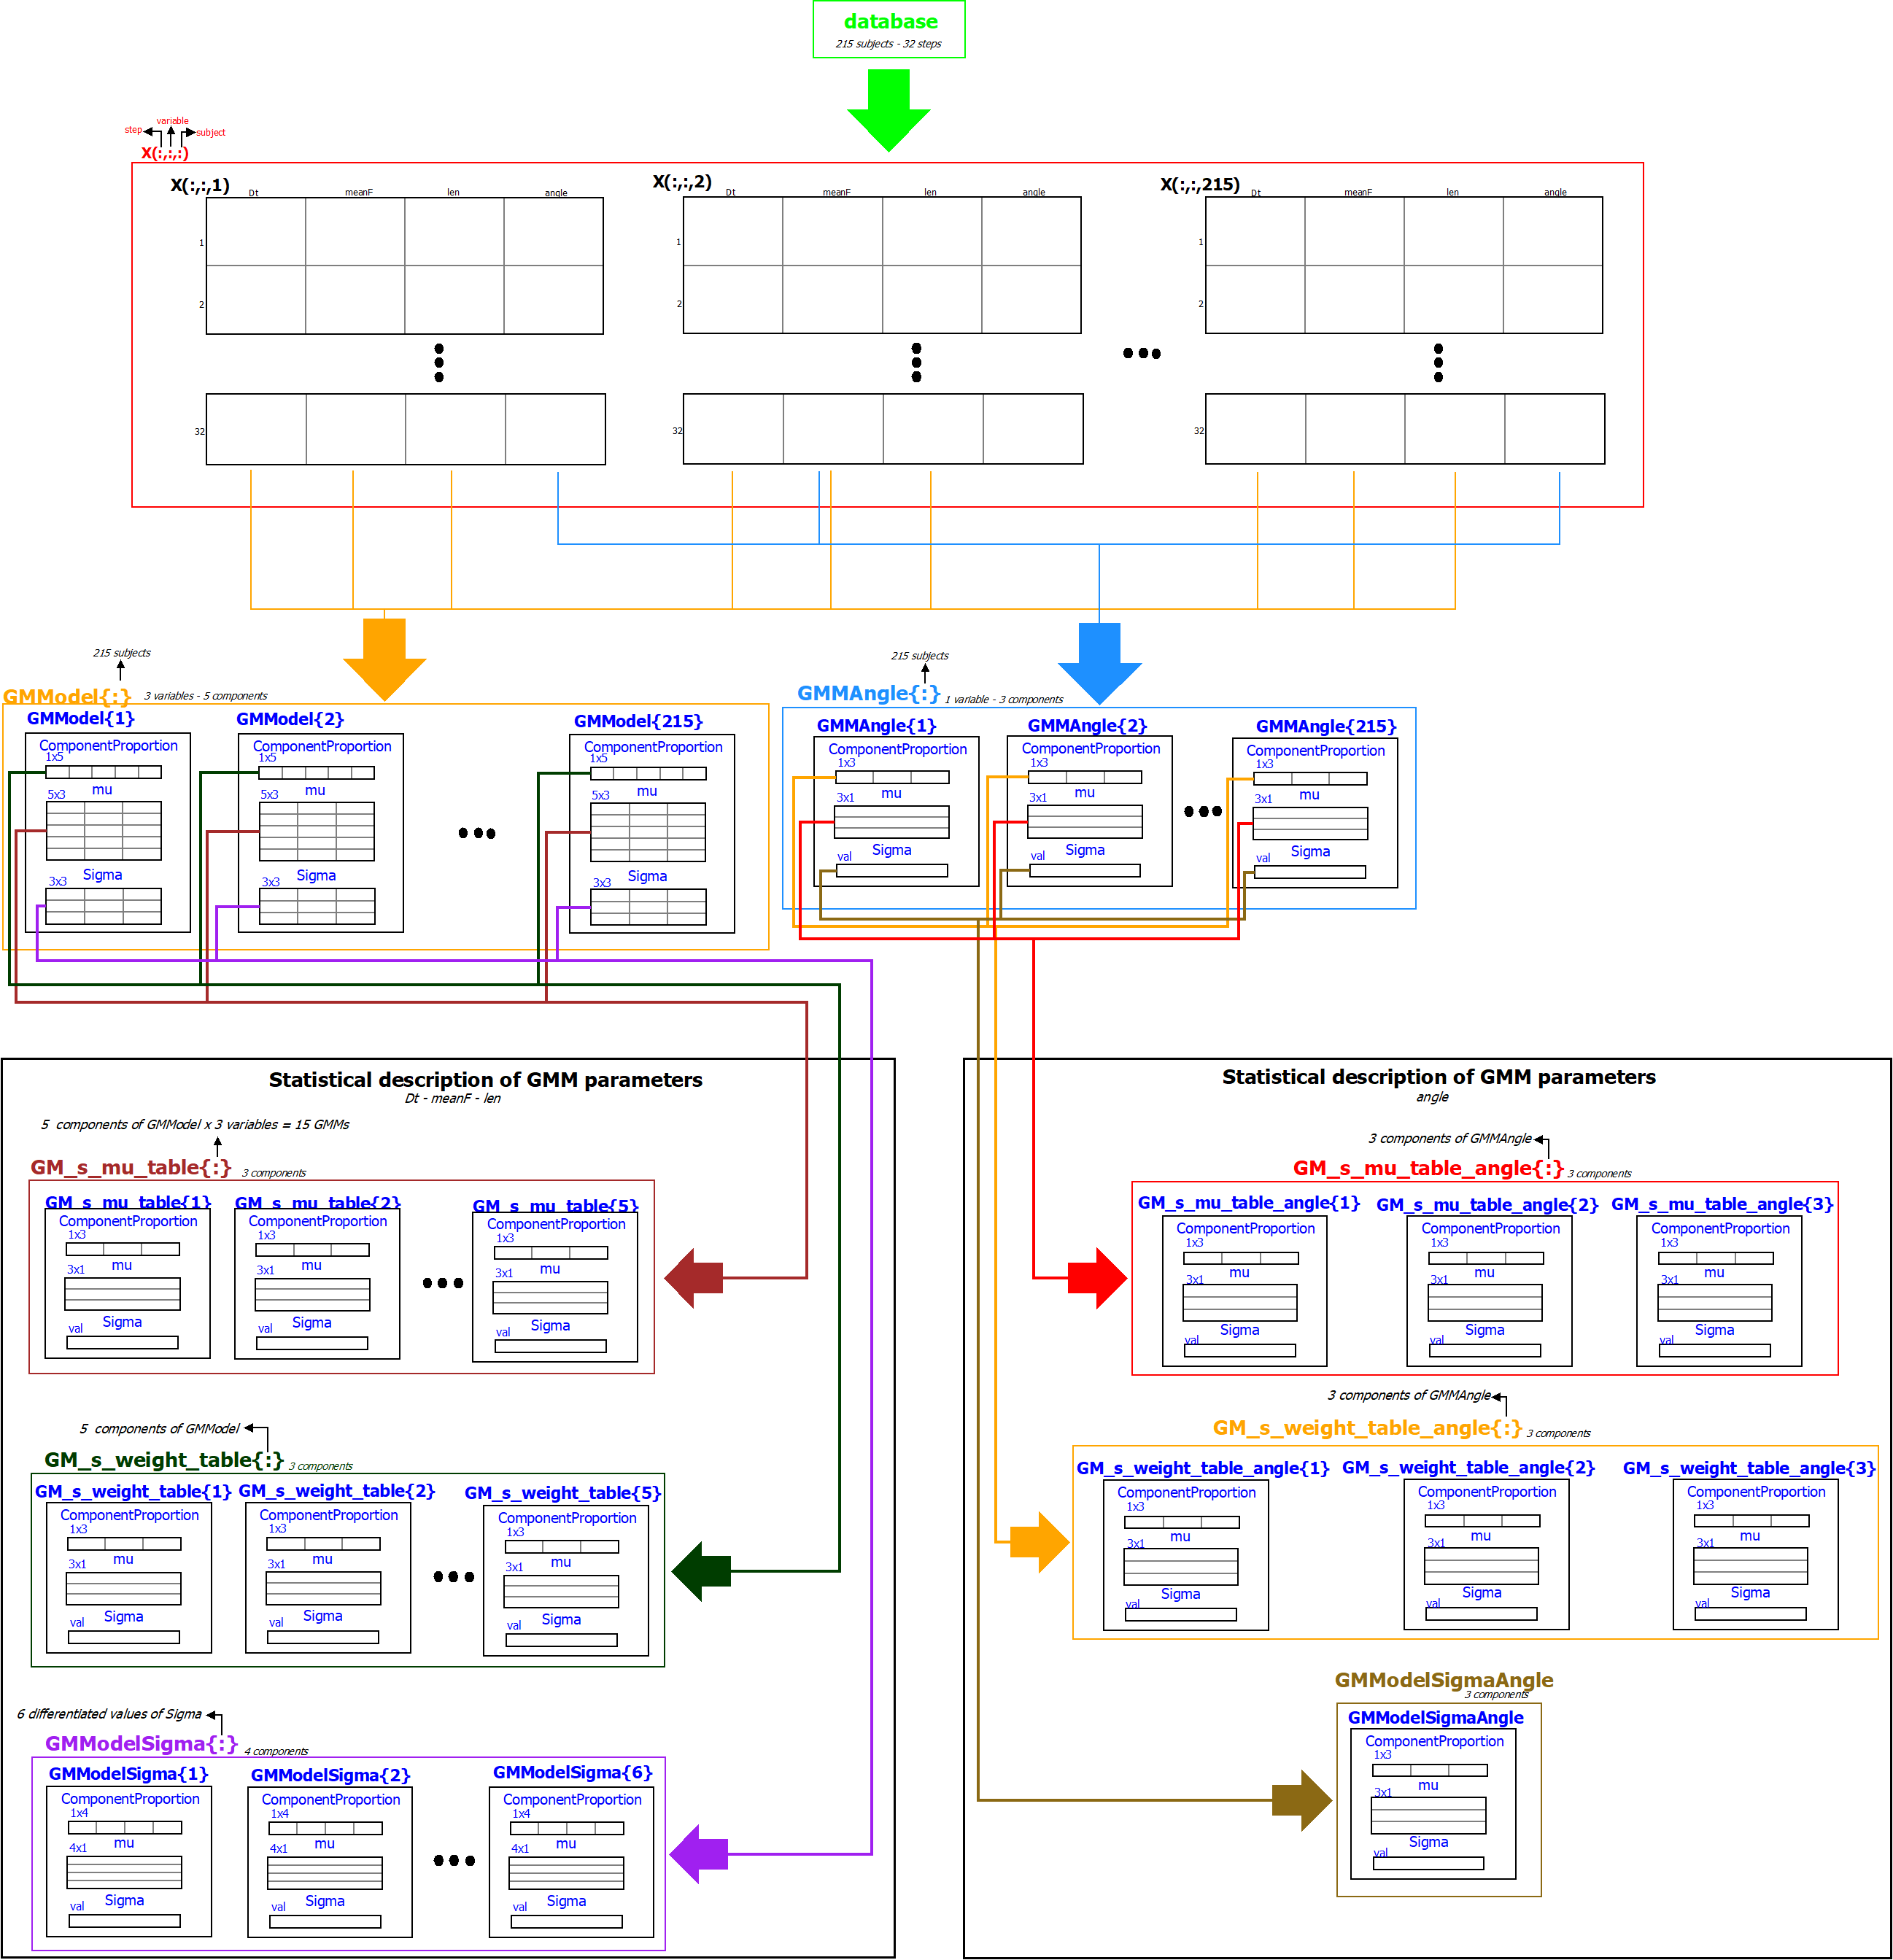 database
215 subjects - 32 steps
variable
step
subject
X(:,:,:)
X(:,:,1)
Dt
meanF
len
angle
X(:,:,2)
Dt
meanF
len
angle
X(:,:,215)
Dt
meanF
len
angle
1
1
1
2
2
2
32
32
32
215 subjects
GMModel{:}
3 variables - 5 components
215 subjects
GMMAngle{:}
1 variable - 3 components
GMModel{1}
ComponentProportion
1x5
mu
5x3
Sigma
3x3
GMModel{2}
ComponentProportion
1x5
mu
5x3
Sigma
3x3
GMModel{215}
ComponentProportion
1x5
mu
5x3
Sigma
3x3
GMMAngle{1}
ComponentProportion
1x3
mu
3x1
Sigma
val
GMMAngle{2}
ComponentProportion
1x3
mu
3x1
Sigma
val
GMMAngle{215}
ComponentProportion
1x3
mu
3x1
Sigma
val
Statistical description of GMM parameters
Dt - meanF - len
5 components of GMModel x 3 variables = 15 GMMs
GM_s_mu_table{:}
3 components
GM_s_mu_table{1}
ComponentProportion
1x3
mu
3x1
Sigma
val
GM_s_mu_table{2}
ComponentProportion
1x3
mu
3x1
Sigma
val
GM_s_mu_table{5}
ComponentProportion
1x3
mu
3x1
Sigma
val
5 components of GMModel
GM_s_weight_table{:}
3 components
GM_s_weight_table{1}
ComponentProportion
1x3
mu
3x1
Sigma
val
GM_s_weight_table{2}
ComponentProportion
1x3
mu
3x1
Sigma
val
GM_s_weight_table{5}
ComponentProportion
1x3
mu
3x1
Sigma
val
6 differentiated values of Sigma
GMModelSigma{:}
4 components
GMModelSigma{1}
ComponentProportion
1x4
mu
4x1
Sigma
val
GMModelSigma{2}
ComponentProportion
1x4
mu
4x1
Sigma
val
GMModelSigma{6}
ComponentProportion
1x4
mu
4x1
Sigma
val
Statistical description of GMM parameters
angle
3 components of GMMAngle
GM_s_mu_table_angle{:}
3 components
GM_s_mu_table_angle{1}
ComponentProportion
1x3
mu
3x1
Sigma
val
GM_s_mu_table_angle{2}
ComponentProportion
1x3
mu
3x1
Sigma
val
GM_s_mu_table_angle{3}
ComponentProportion
1x3
mu
3x1
Sigma
val
3 components of GMMAngle
GM_s_weight_table_angle{:}
3 components
GM_s_weight_table_angle{1}
ComponentProportion
1x3
mu
3x1
Sigma
val
GM_s_weight_table_angle{2}
ComponentProportion
1x3
mu
3x1
Sigma
val
GM_s_weight_table_angle{3}
ComponentProportion
1x3
mu
3x1
Sigma
val
GMModelSigmaAngle
3 components
GMModelSigmaAngle
ComponentProportion
1x3
mu
3x1
Sigma
val